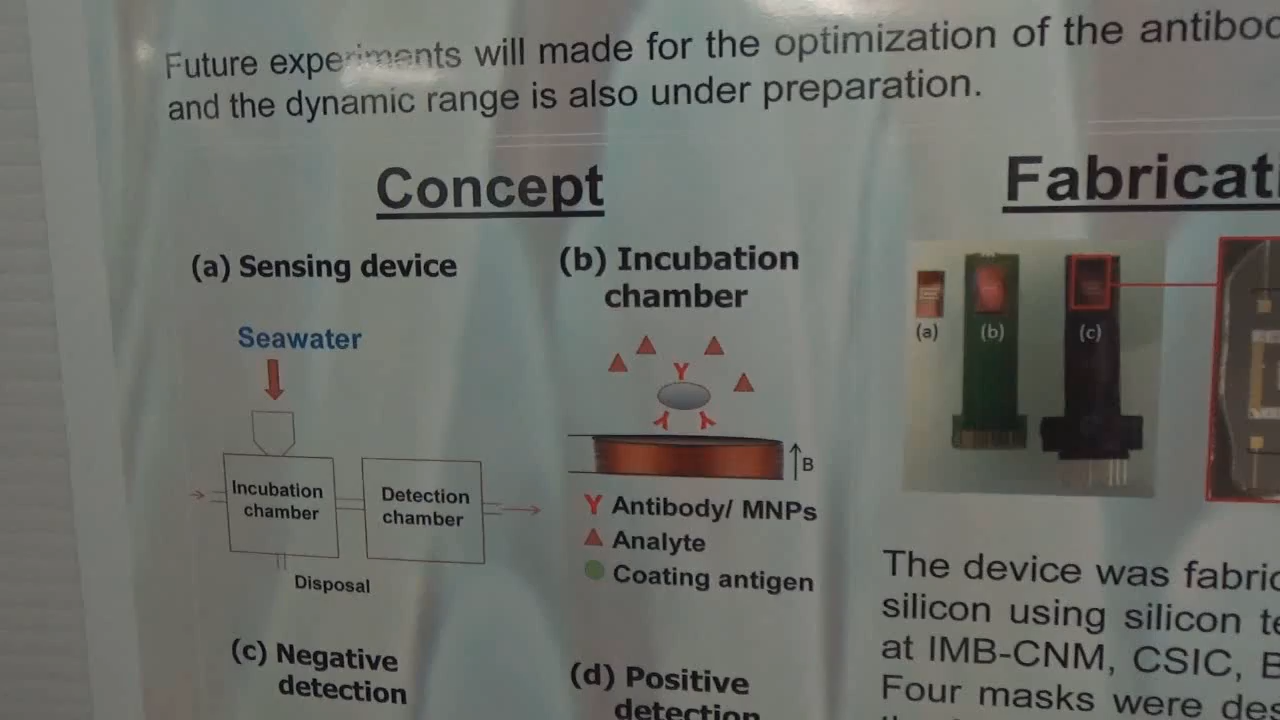 Future experiments will made for the optimization of the
and the dynamic range is also under preparation.
Concept
(a) Sensing device
Seawater
Incubation
chamber
Detection
chamber
Disposal
(b) Incubation
chamber
B
Y Antibody/ MNPs
Analyte
Coating antigen
(c) Negative
detection
(d) Positive
detection
(a)
(b)
(c)
The device was
silicon using silicon
at IMB-CNM, CSIC,
Four masks were